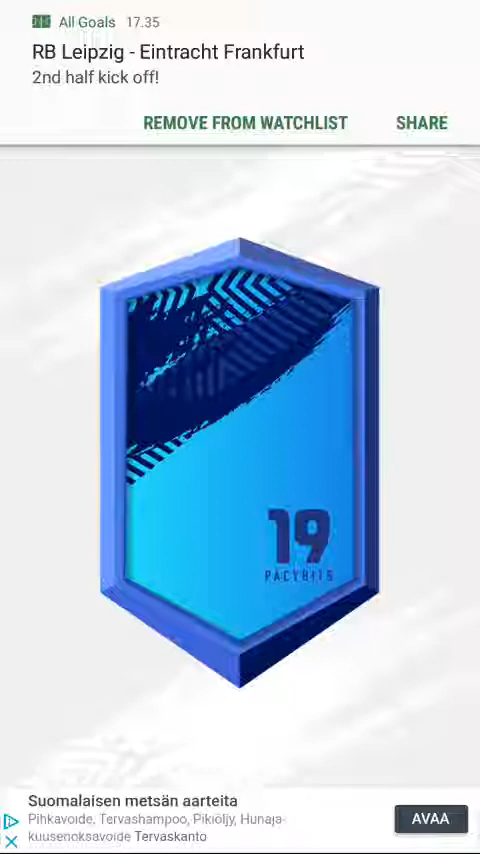 All Goals 17.35
RB Leipzig - Eintracht Frankfurt
2nd half kick off!
REMOVE FROM WATCHLIST SHARE
19
PACYBITS
Suomalaisen metsän aarteita
Pihkavoide, Tervashampoo, Pikiöljy, Hunaja-
kuusenoksavoide Tervaskanto
AVAA